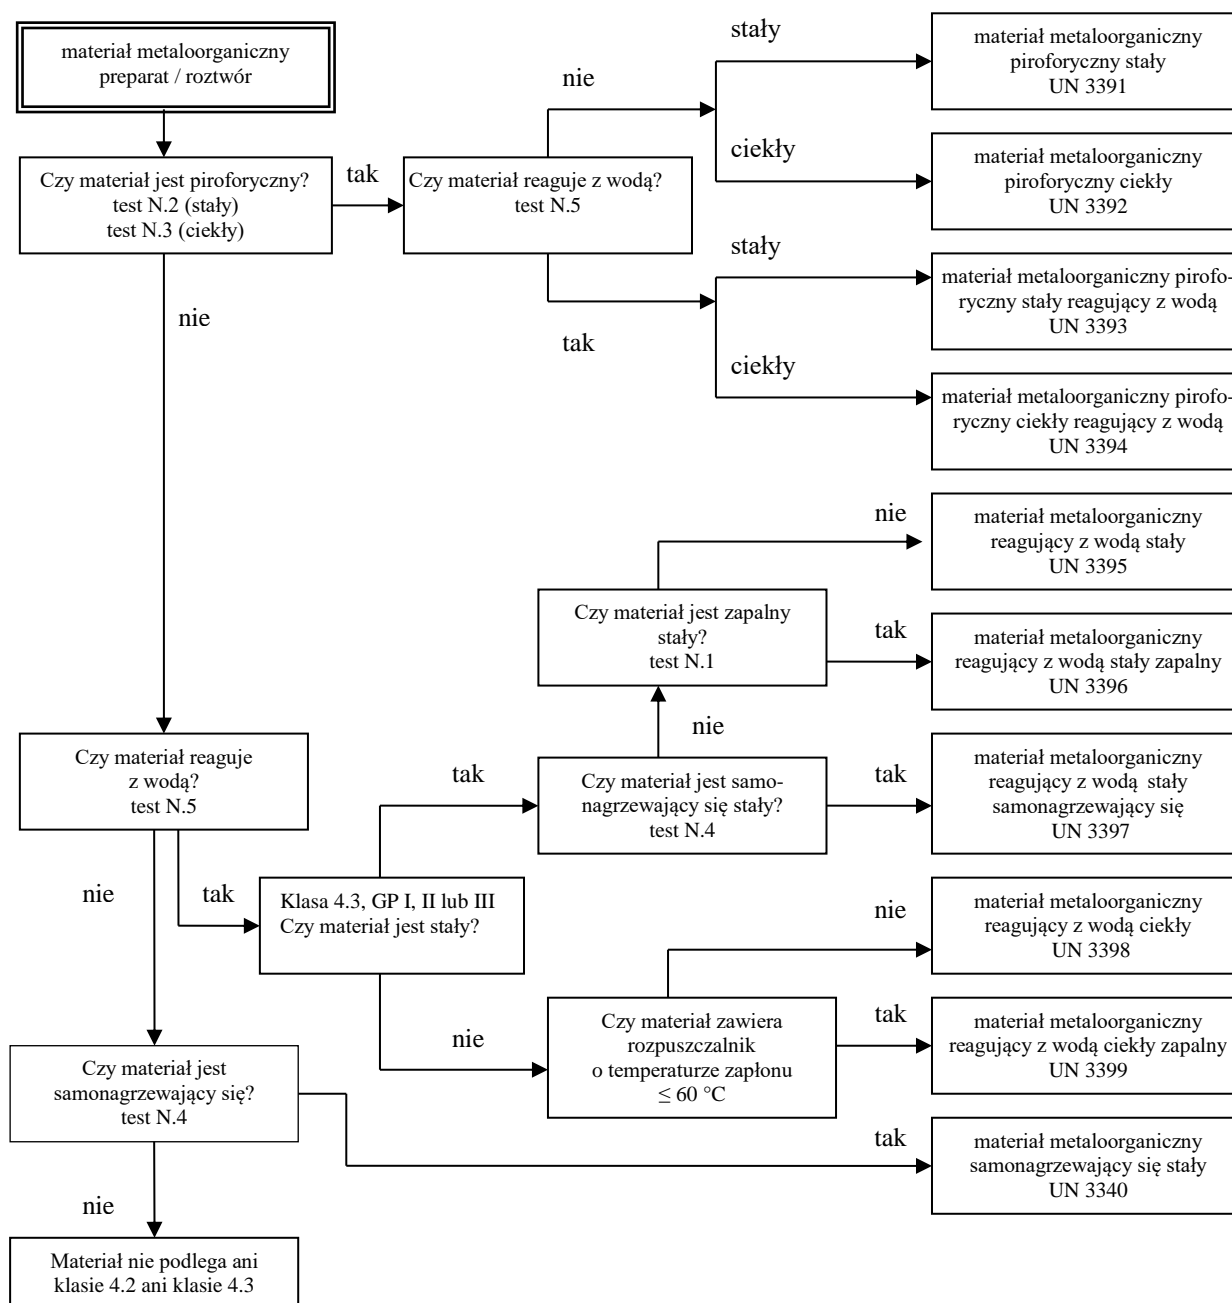 materiał metaloorganiczny
preparat / roztwór
stały
materiał metaloorganiczny
piroforyczny stały
UN 3391
nie
Czy materiał jest piroforyczny?
test N.2 (stały)
test N.3 (ciekły)
tak
Czy materiał reaguje z wodą?
test N.5
ciekły
materiał metaloorganiczny
piroforyczny ciekły
UN 3392
stały
materiał metaloorganiczny pirofo-
ryczny stały reagujący z wodą
UN 3393
nie
tak
ciekły
materiał metaloorganiczny pirofo-
ryczny ciekły reagujący z wodą
UN 3394
nie
materiał metaloorganiczny
reagujący z wodą stały
UN 3395
Czy materiał jest zapalny
stały?
test N.1
tak
materiał metaloorganiczny
reagujący z wodą stały zapalny
UN 3396
nie
Czy materiał reaguje
z wodą?
test N.5
tak
Czy materiał jest samo-
nagrzewający się stały?
test N.4
tak
materiał metaloorganiczny
reagujący z wodą  stały
samonagrzewający się
UN 3397
nie
tak
Klasa 4.3, GP I, II lub III
Czy materiał jest stały?
nie
materiał metaloorganiczny
reagujący z wodą ciekły
UN 3398
nie
Czy materiał zawiera
rozpuszczalnik
o temperaturze zapłonu
≤ 60 °C
tak
materiał metaloorganiczny
reagujący z wodą ciekły zapalny
UN 3399
Czy materiał jest
samonagrzewający się?
test N.4
tak
materiał metaloorganiczny
samonagrzewający się stały
UN 3340
nie
Materiał nie podlega ani
klasie 4.2 ani klasie 4.3